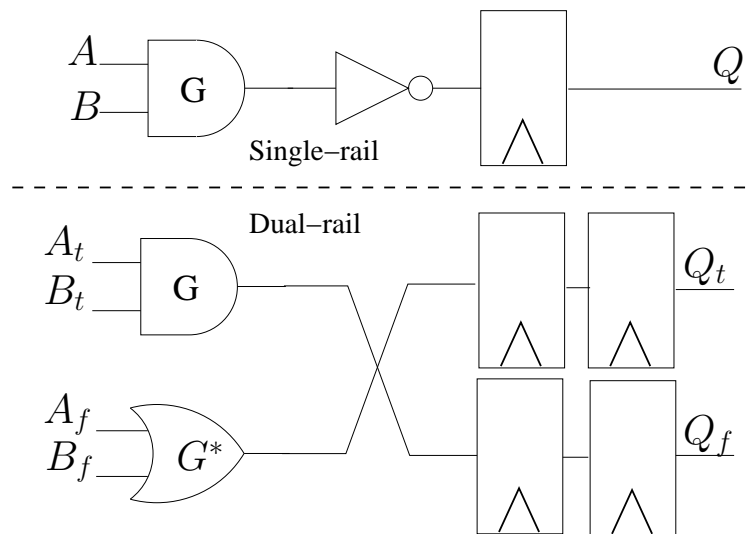 A
B
G
Q
Single-rail
Dual-rail
A_t
B_t
G
Q_t
A_f
B_f
G*
Q_f